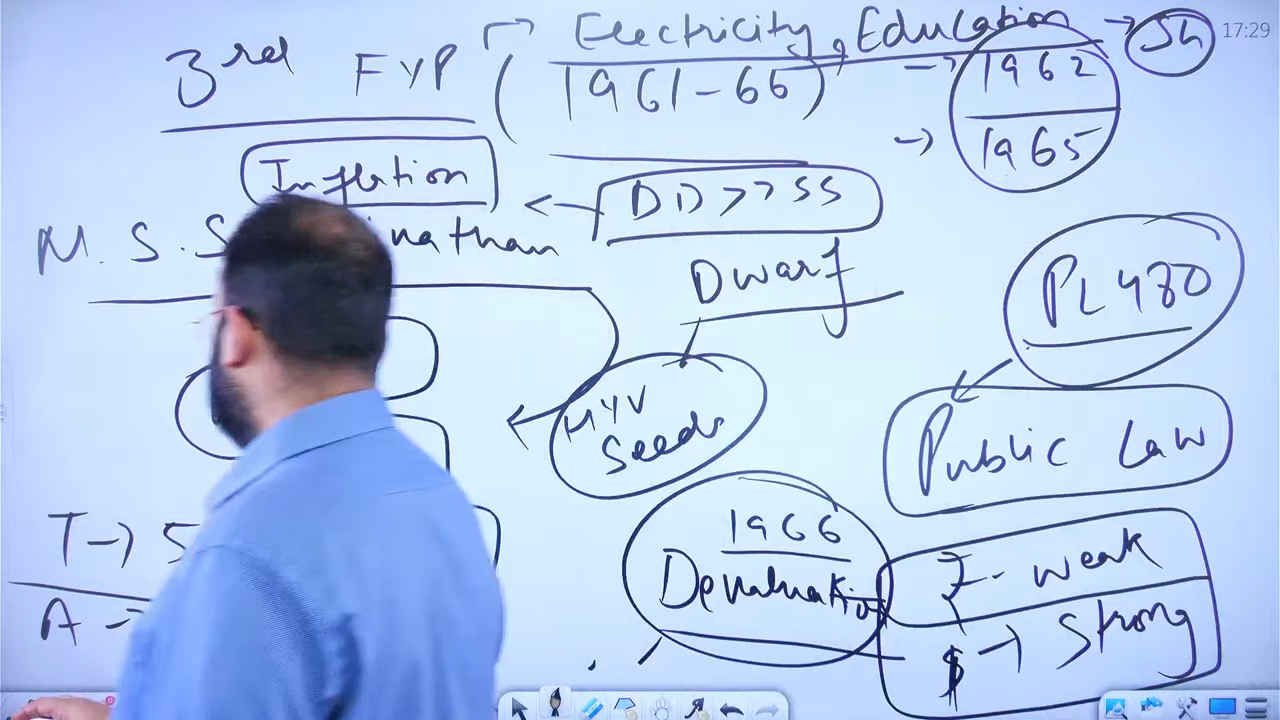 Electricity, Education → Sh
17:29
3rd FYP (1961-66)
→ 1962
→ 1965
Inflation ← DD >> SS
M. S. S nathan
Dwarf
PL 480
HYV
Seeds
Public Law
1966
Devaluation
₹ - weak
$ → Strong
T → 5
A →